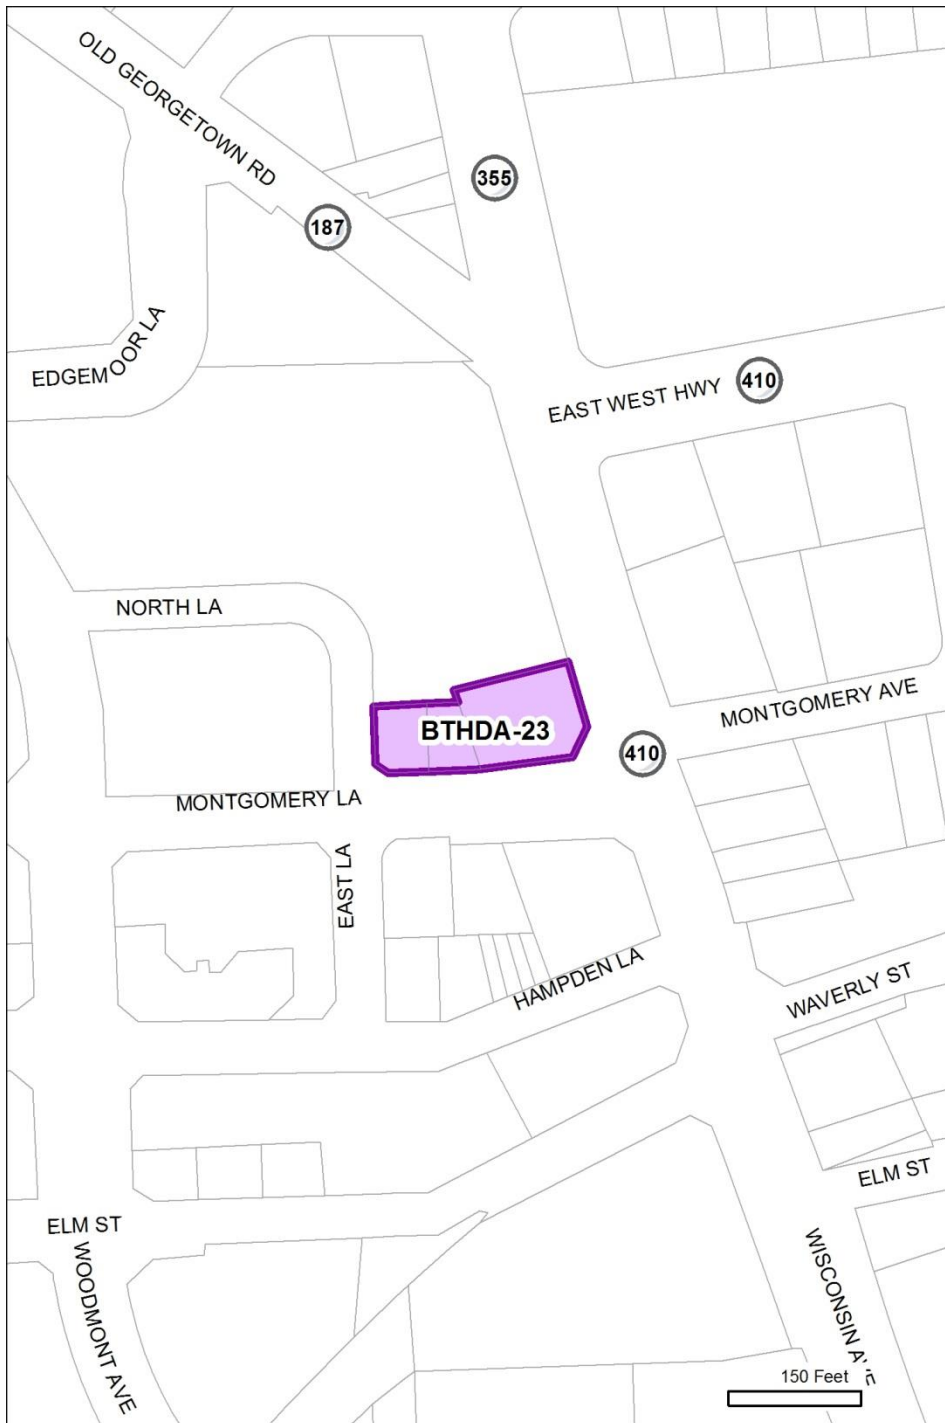 OLD GEORGETOWN RD
355
187
EDGEMOOR LA
410
EAST WEST HWY
NORTH LA
MONTGOMERY AVE
BTHDA-23
410
MONTGOMERY LA
EAST LA
HAMPDEN LA
WAVERLY ST
ELM ST
ELM ST
WOODMONT AVE
WISCONSIN AVE
150 Feet